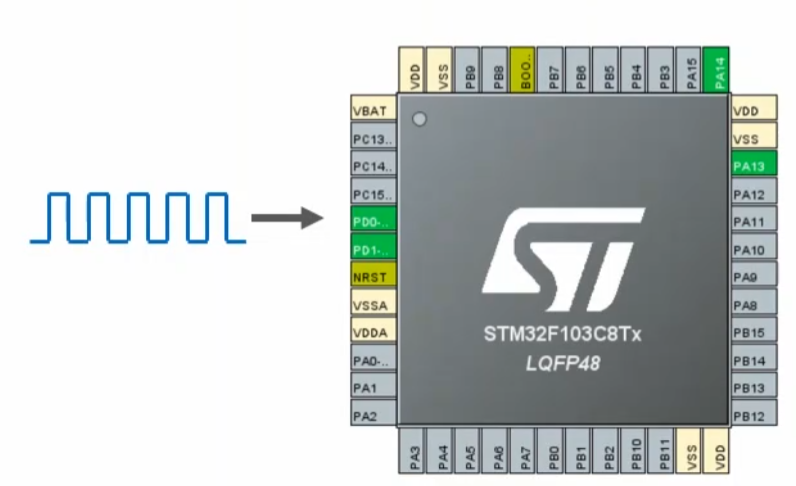 VDD
VSS
PB9
PB8
BOO..
PB7
PB6
PB5
PB4
PB3
PA15
PA14
VBAT
PC13..
PC14..
PC15..
PD0-..
PD1-..
NRST
VSSA
VDDA
PA0-..
PA1
PA2
VDD
VSS
PA13
PA12
PA11
PA10
PA9
PA8
PB15
PB14
PB13
PB12
ST
STM32F103C8Tx
LQFP48
PA3
PA4
PA5
PA6
PA7
PB0
PB1
PB2
PB10
PB11
VSS
VDD